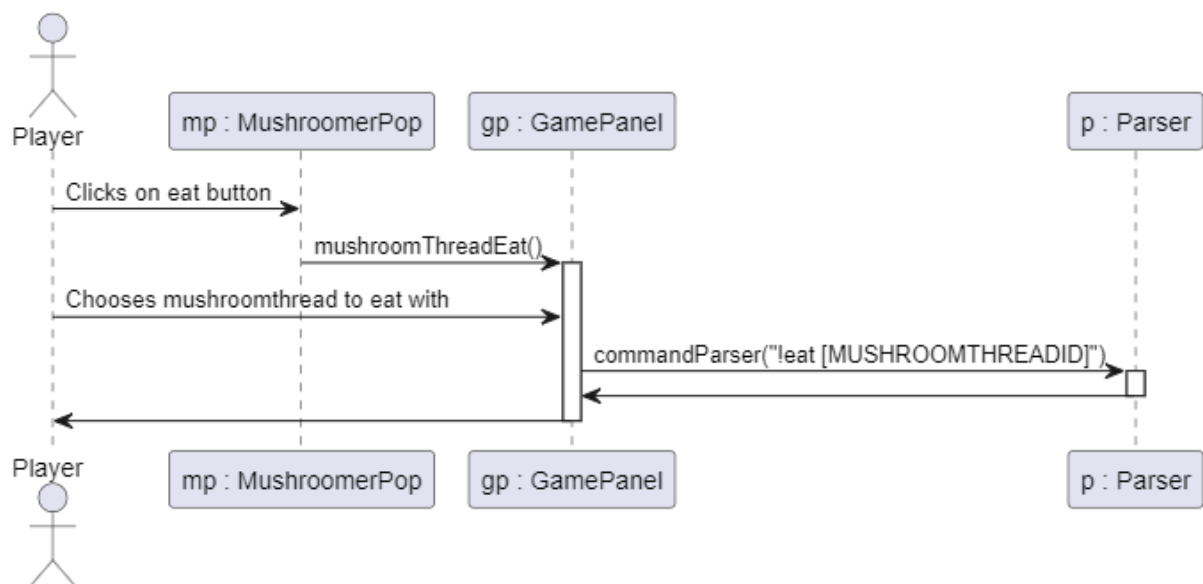 Player
mp : MushroomerPop
gp : GamePanel
p : Parser
Clicks on eat button
mushroomThreadEat()
Chooses mushroomthread to eat with
commandParser("!eat [MUSHROOMTHREADID]")
Player
mp : MushroomerPop
gp : GamePanel
p : Parser